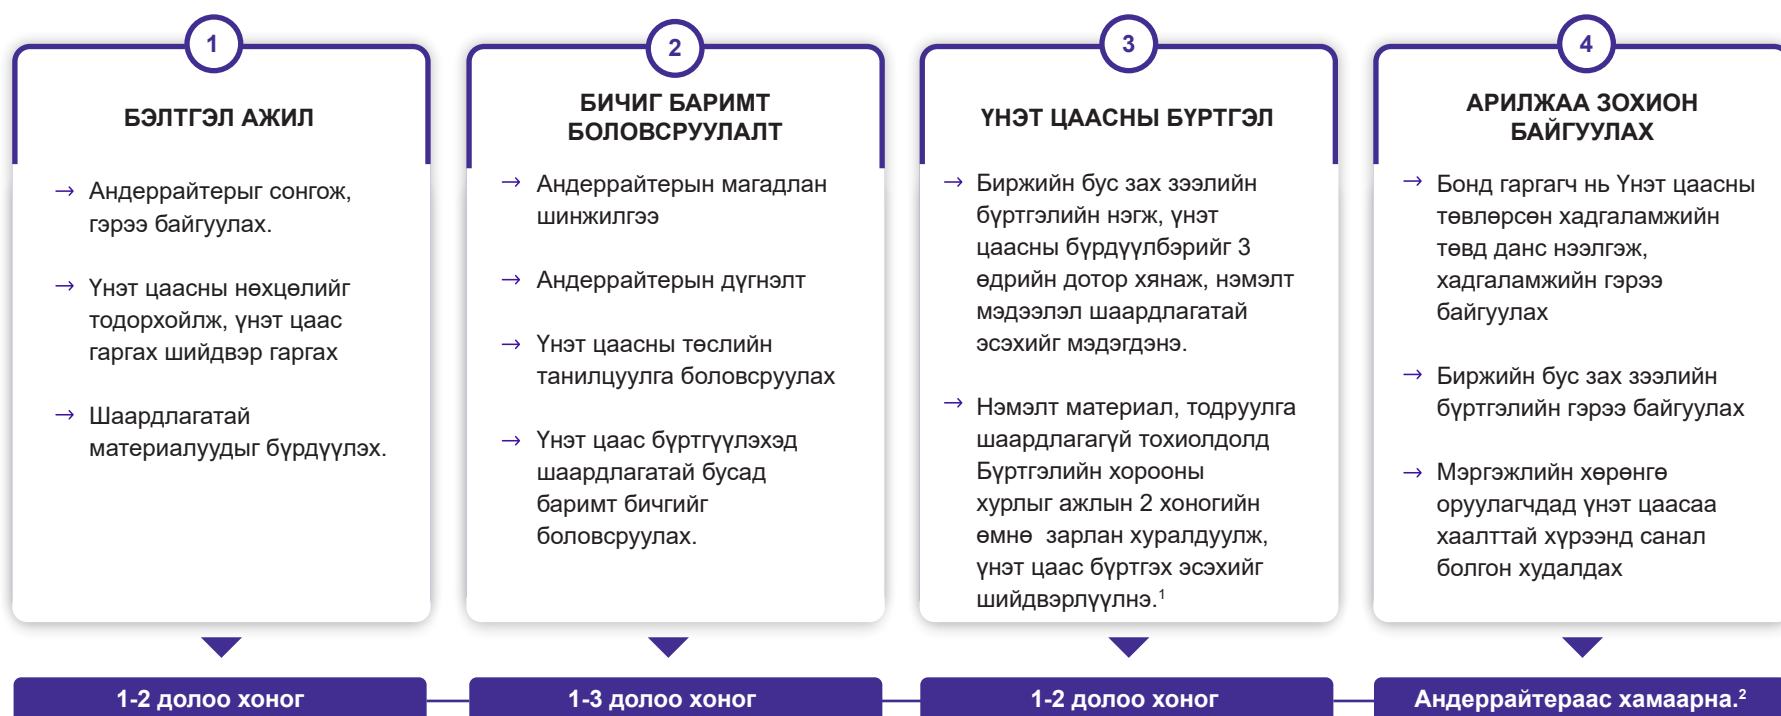 1
БЭЛТГЭЛ АЖИЛ
→ Андеррайтерыг сонгож,
гэрээ байгуулах.
→ Үнэт цаасны нөхцөлийг
тодорхойлж, үнэт цаас
гаргах шийдвэр гаргах
→ Шаардлагатай
материалуудыг бүрдүүлэх.
1-2 долоо хоног
2
БИЧИГ БАРИМТ
БОЛОВСРУУЛАЛТ
→ Андеррайтерын магадлан
шинжилгээ
→ Андеррайтерын дүгнэлт
→ Үнэт цаасны төслийн
танилцуулга боловсруулах
→ Үнэт цаас бүртгүүлэхэд
шаардлагатай бусад
баримт бичгийг
боловсруулах.
1-3 долоо хоног
3
ҮНЭТ ЦААСНЫ БҮРТГЭЛ
→ Биржийн бус зах зээлийн
бүртгэлийн нэгж, үнэт
цаасны бүрдүүлбэрийг 3
өдрийн дотор хянаж, нэмэлт
мэдээлэл шаардлагатай
эсэхийг мэдэгдэнэ.
→ Нэмэлт материал, тодруулга
шаардлагагүй тохиолдолд
Бүртгэлийн хорооны
хурлыг ажлын 2 хоногийн
өмнө зарлан хуралдуулж,
үнэт цаас бүртгэх эсэхийг
шийдвэрлүүлнэ.¹
1-2 долоо хоног
4
АРИЛЖАА ЗОХИОН
БАЙГУУЛАХ
→ Бонд гаргагч нь Үнэт цаасны
төвлөрсөн хадгаламжийн
төвд данс нээлгэж,
хадгаламжийн гэрээ
байгуулах
→ Биржийн бус зах зээлийн
бүртгэлийн гэрээ байгуулах
→ Мэргэжлийн хөрөнгө
оруулагчдад үнэт цаасаа
хаалттай хүрээнд санал
болгон худалдах
Андеррайтераас хамаарна.²